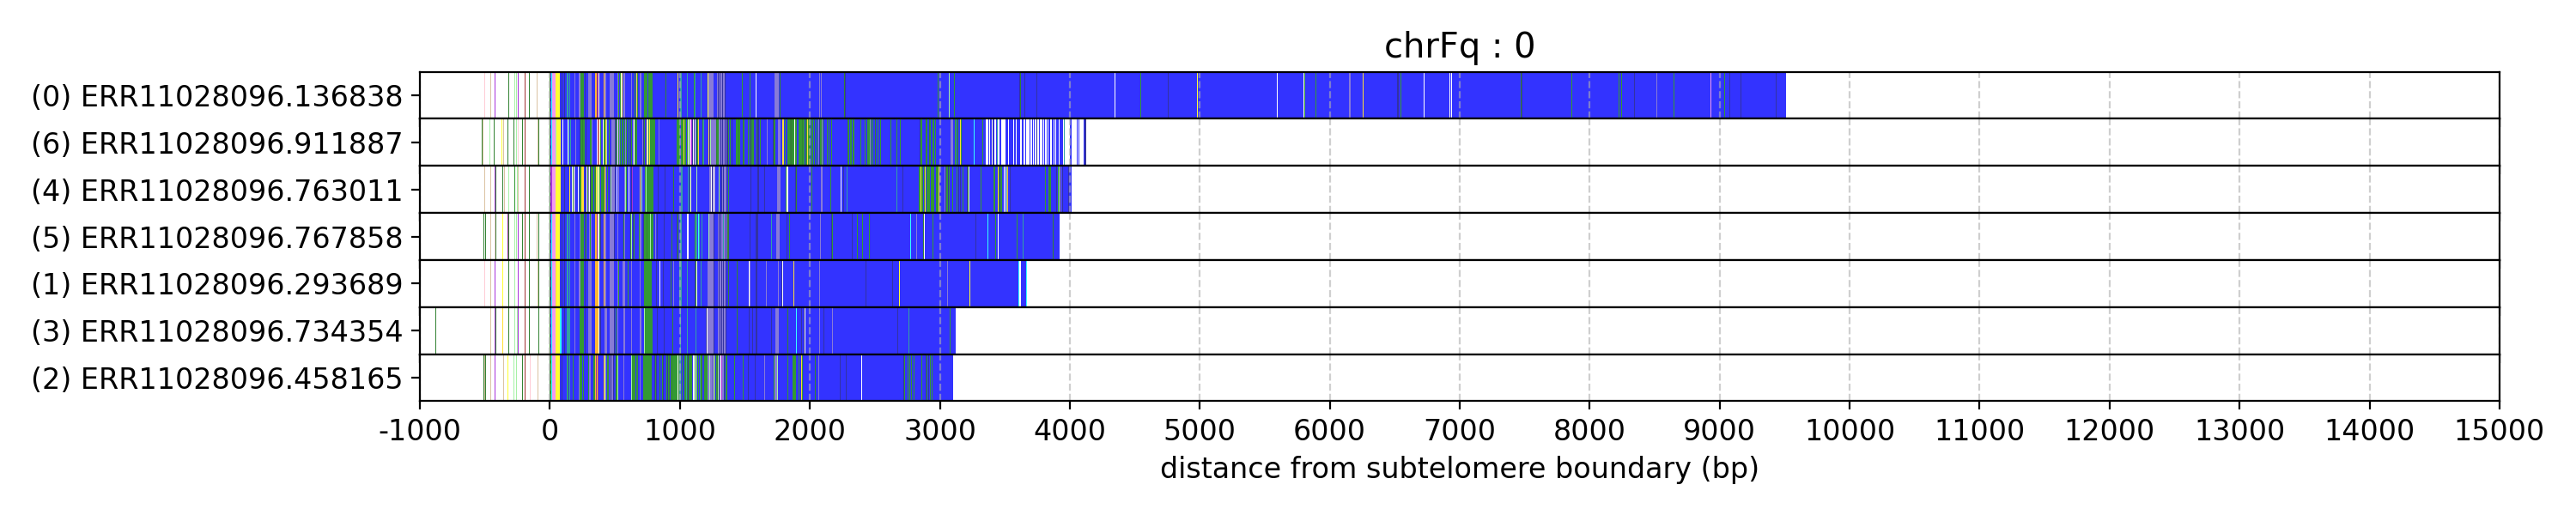 chrFq : 0
(0) ERR11028096.136838
(6) ERR11028096.911887
(4) ERR11028096.763011
(5) ERR11028096.767858
(1) ERR11028096.293689
(3) ERR11028096.734354
(2) ERR11028096.458165
-1000 0 1000 2000 3000 4000 5000 6000 7000 8000 9000 10000 11000 12000 13000 14000 15000
distance from subtelomere boundary (bp)